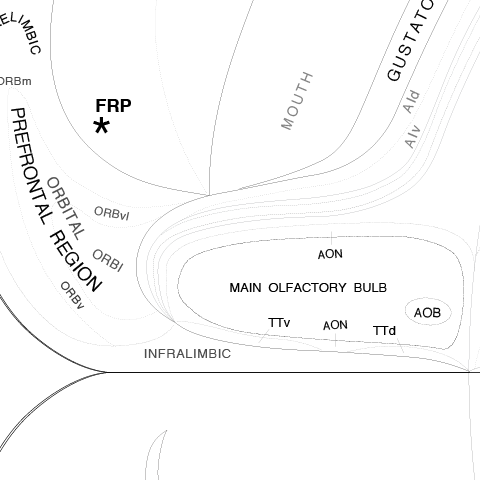 ELIMBIC
GUSTATO
ORBm
MOUTH
AId
FRP
*
AIv
PREFRONTAL REGION
ORBITAL
ORBvl
ORBl
AON
ORBv
MAIN OLFACTORY BULB
AOB
TTv
AON
TTd
INFRALIMBIC